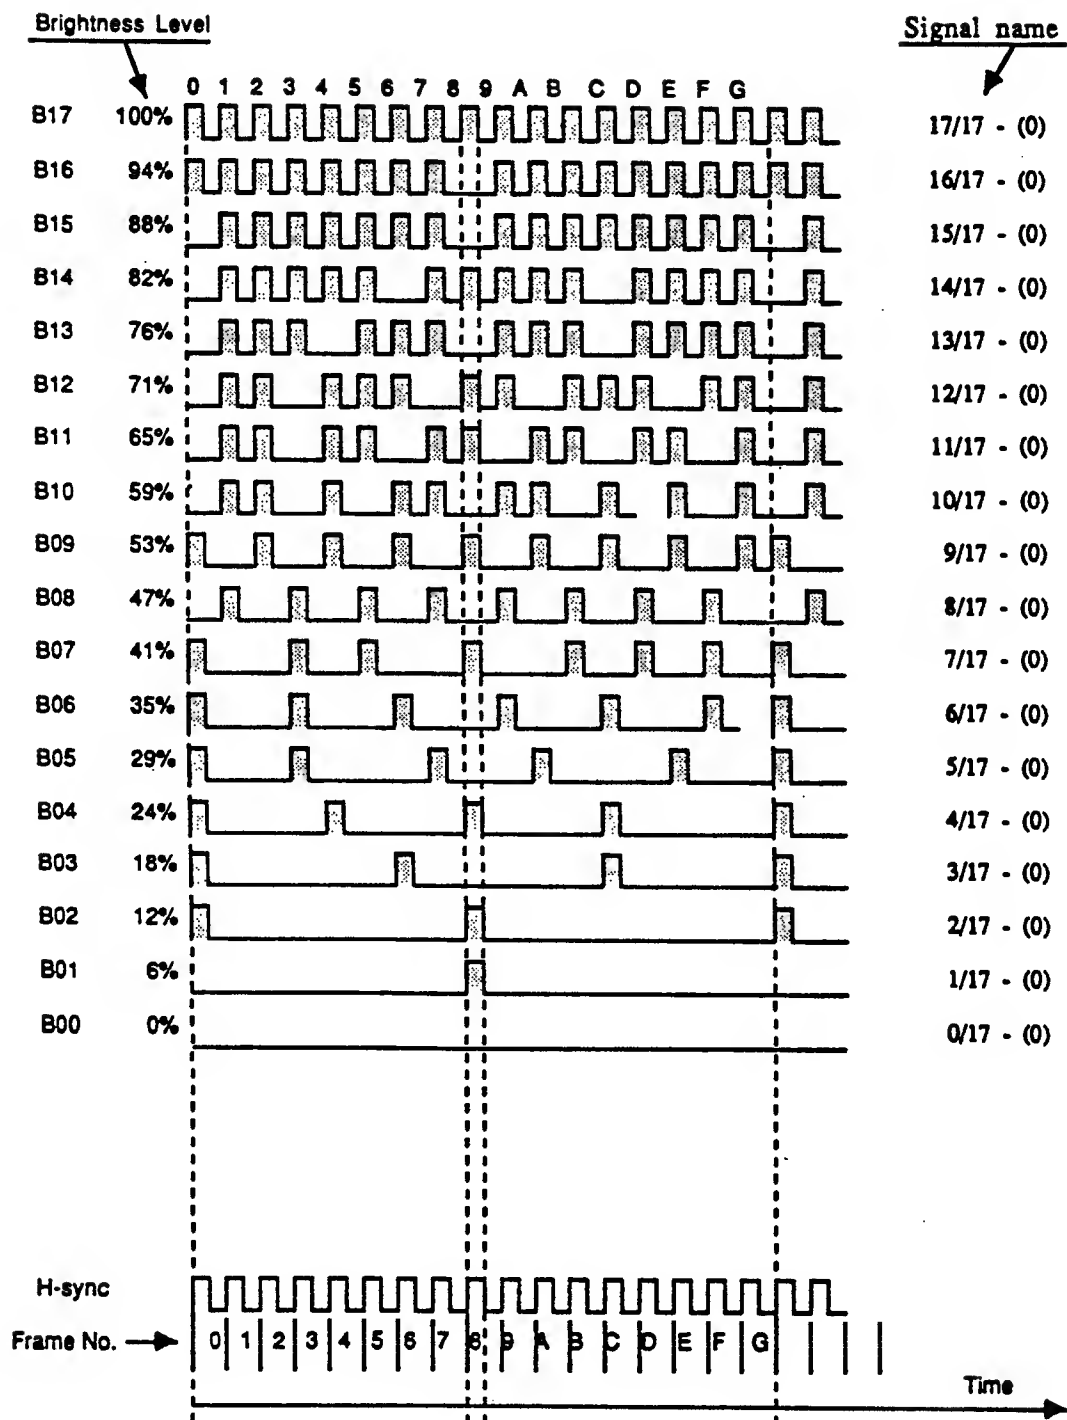 Brightness Level Signal name
0 1 2 3 4 5 6 7 8 9 A B C D E F G
B17 100% 17/17 - (0)
B16 94% 16/17 - (0)
B15 88% 15/17 - (0)
B14 82% 14/17 - (0)
B13 76% 13/17 - (0)
B12 71% 12/17 - (0)
B11 65% 11/17 - (0)
B10 59% 10/17 - (0)
B09 53% 9/17 - (0)
B08 47% 8/17 - (0)
B07 41% 7/17 - (0)
B06 35% 6/17 - (0)
B05 29% 5/17 - (0)
B04 24% 4/17 - (0)
B03 18% 3/17 - (0)
B02 12% 2/17 - (0)
B01 6% 1/17 - (0)
B00 0% 0/17 - (0)
H-sync
Frame No. 0 1 2 3 4 5 6 7 8 9 A B C D E F G
Time